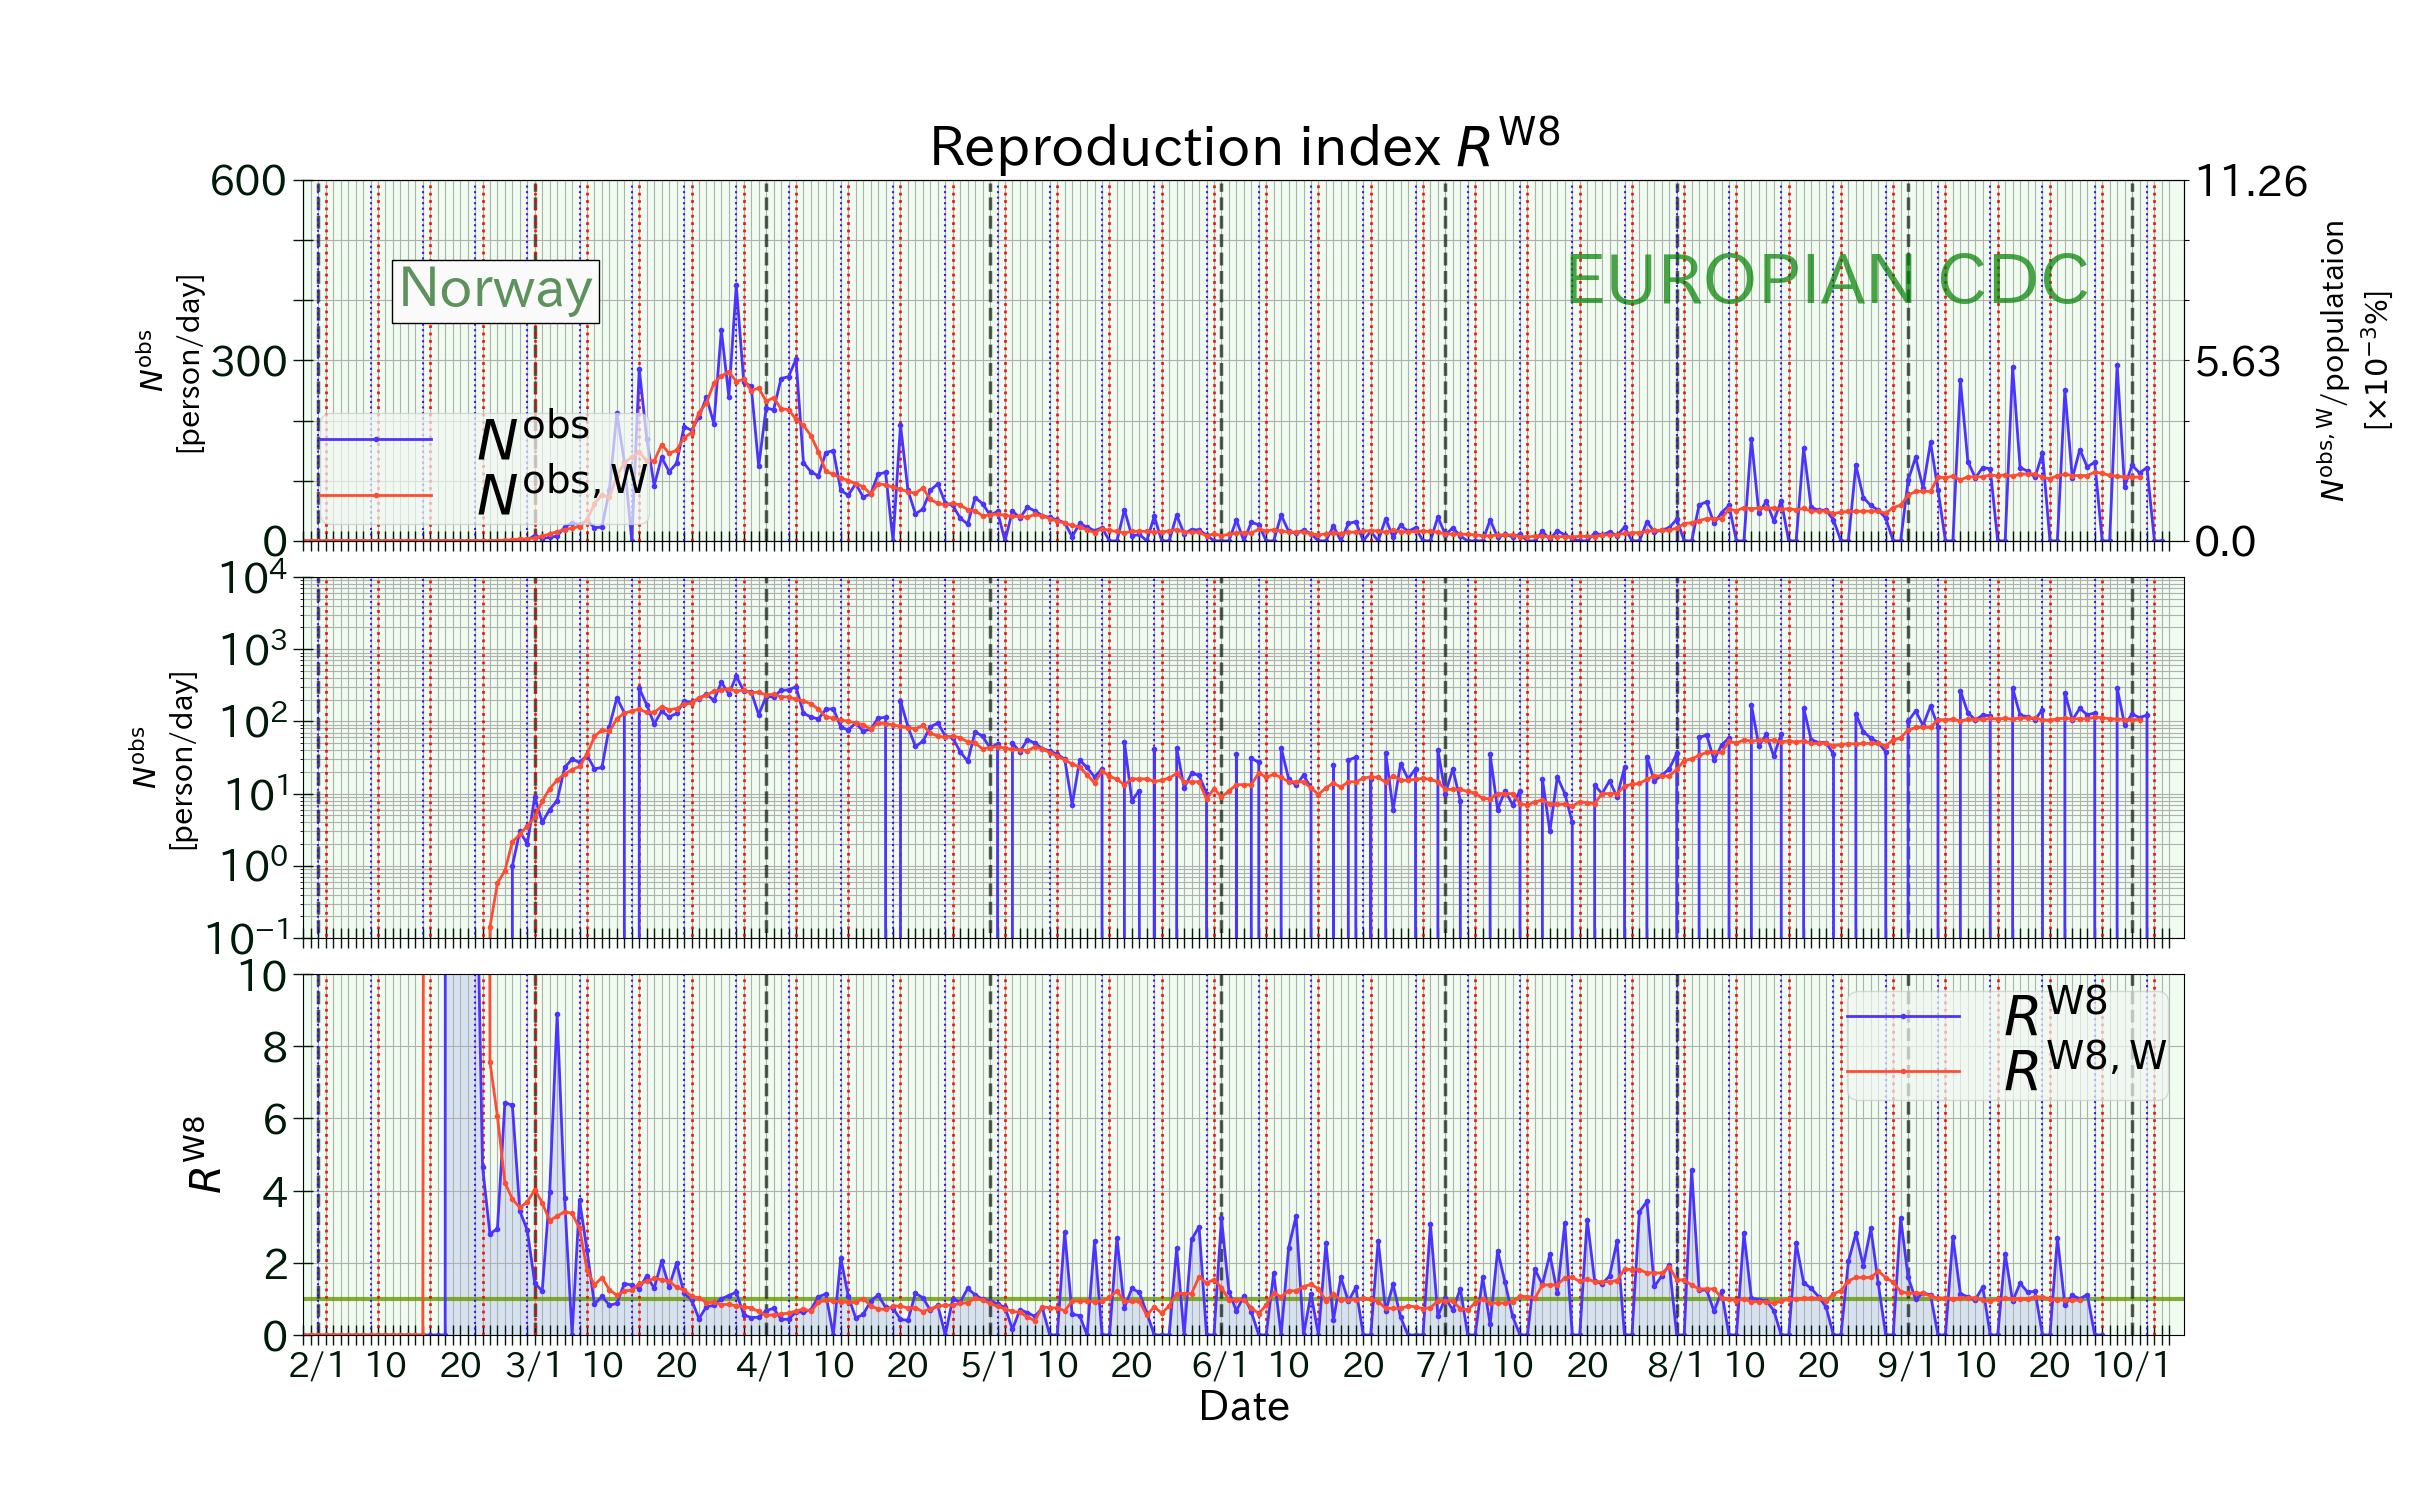 Reproduction index R^W8
600
300
0
N^obs
[person/day]
Norway
EUROPIAN CDC
N^obs
N^obs, W
11.26
5.63
0.0
N^obs, W/populataion
[×10^−3%]
10^4
10^3
10^2
10^1
10^0
10^−1
N^obs
[person/day]
10
8
6
4
2
0
R^W8
R^W8
R^W8, W
2/1 10 20 3/1 10 20 4/1 10 20 5/1 10 20 6/1 10 20 7/1 10 20 8/1 10 20 9/1 10 20 10/1
Date